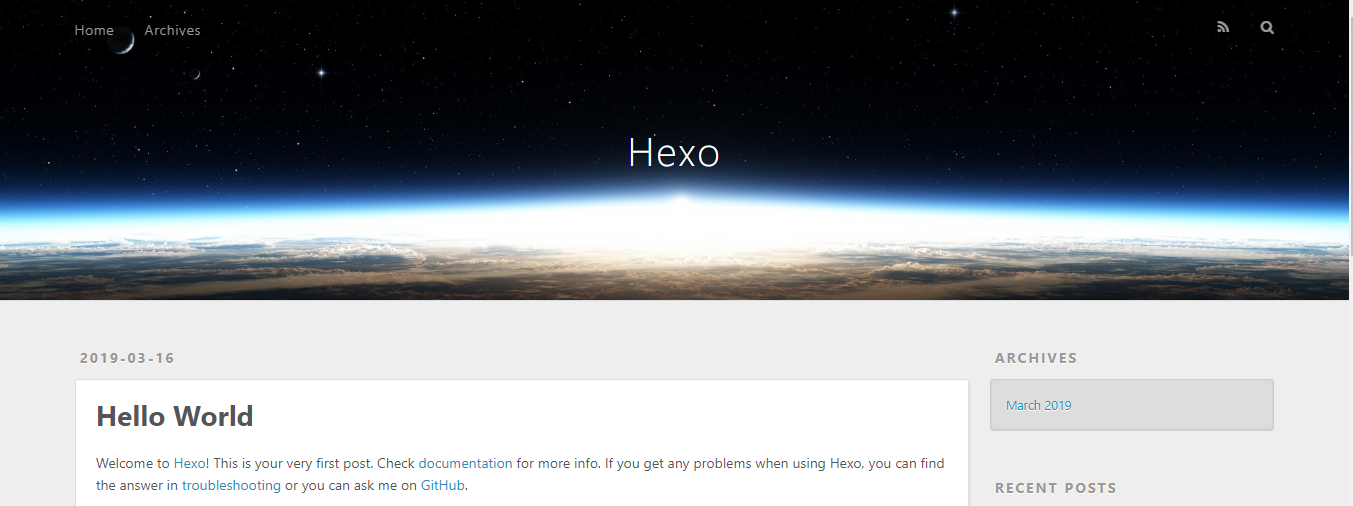 Home Archives
Hexo
2019-03-16
Hello World
Welcome to Hexo! This is your very first post. Check documentation for more info. If you get any problems when using Hexo, you can find
the answer in troubleshooting or you can ask me on GitHub.
ARCHIVES
March 2019
RECENT POSTS